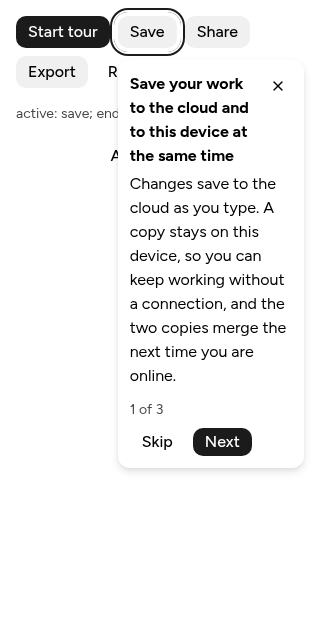 Start tour Save Share
Export
active: save;
Save your work
to the cloud and
to this device at
the same time
Changes save to the
cloud as you type. A
copy stays on this
device, so you can
keep working without
a connection, and the
two copies merge the
next time you are
online.
1 of 3
Skip Next